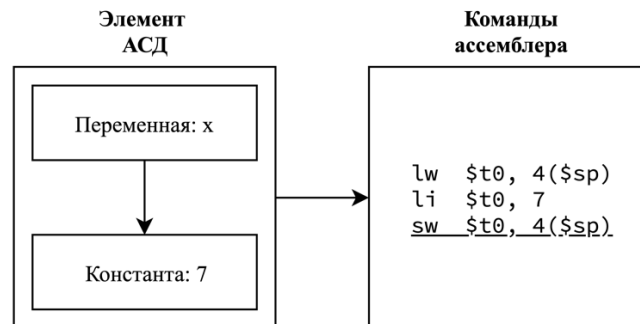 Элемент
АСД
Переменная: x
Константа: 7
Команды
ассемблера
lw  $t0, 4($sp)
li  $t0, 7
sw  $t0, 4($sp)